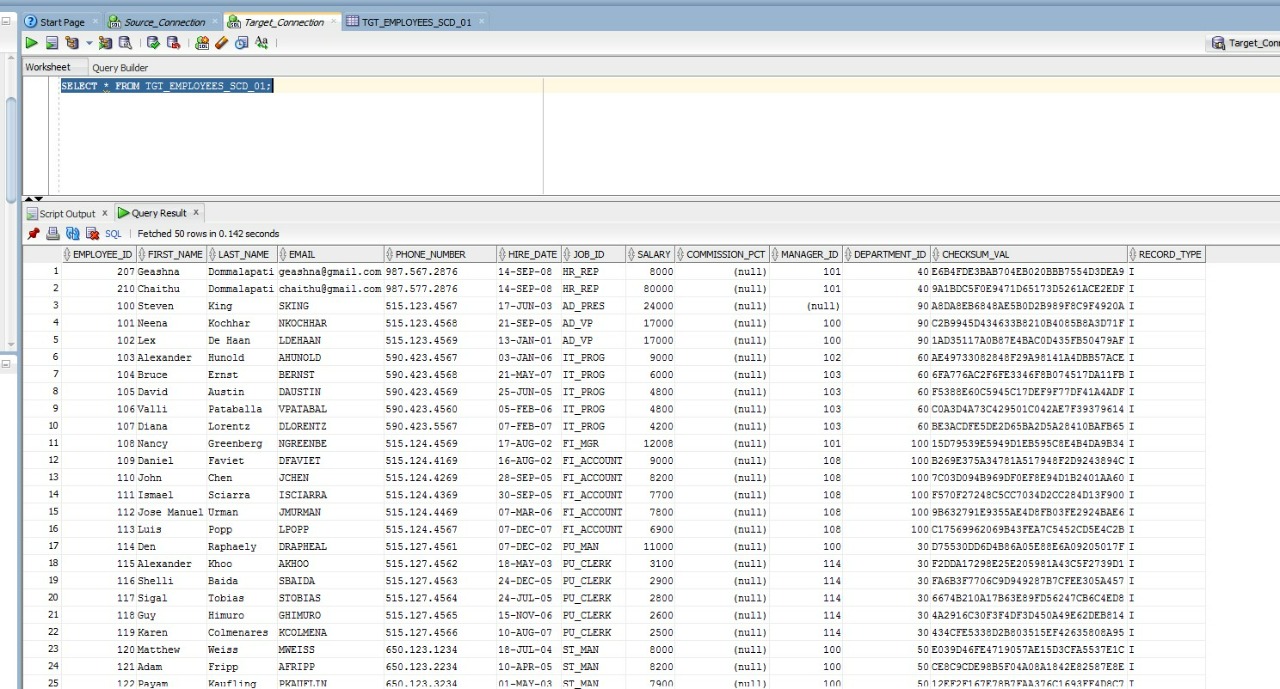 Start Page Source_Connection Target_Connection TGT_EMPLOYEES_SCD_01
Target_Conn
Worksheet Query Builder
SELECT * FROM TGT_EMPLOYEES_SCD_01;
Script Output x Query Result x
SQL | Fetched 50 rows in 0.142 seconds
EMPLOYEE_ID FIRST_NAME LAST_NAME EMAIL PHONE_NUMBER HIRE_DATE JOB_ID SALARY COMMISSION_PCT MANAGER_ID DEPARTMENT_ID CHECKSUM_VAL RECORD_TYPE
1 207 Geashna Dommalapati geashna@gmail.com 987.567.2876 14-SEP-08 HR_REP 8000 (null) 101 40 E6B4FDE3BAB704EB020BBB7554D3DEA9 I
2 210 Chaithu Dommalapati chaithu@gmail.com 987.577.2876 14-SEP-08 HR_REP 80000 (null) 101 40 9A1BDC5F0E9471D65173D5261ACE2EDF I
3 100 Steven King SKING 515.123.4567 17-JUN-03 AD_PRES 24000 (null) (null) 90 A8DA8EB6848AE5B0D2B989F8C9F4920A I
4 101 Neena Kochhar NKOCHHAR 515.123.4568 21-SEP-05 AD_VP 17000 (null) 100 90 C2B9945D434633B8210B4085B8A3D71F I
5 102 Lex De Haan LDEHAAN 515.123.4569 13-JAN-01 AD_VP 17000 (null) 100 90 1AD35117A0B87E4BAC0D435FB50479AF I
6 103 Alexander Hunold AHUNOLD 590.423.4567 03-JAN-06 IT_PROG 9000 (null) 102 60 AE49733082848F29A98141A4DBB57ACE I
7 104 Bruce Ernst BERNST 590.423.4568 21-MAY-07 IT_PROG 6000 (null) 103 60 6FA776AC2F6FE3346F8B074517DA11FB I
8 105 David Austin DAUSTIN 590.423.4569 25-JUN-05 IT_PROG 4800 (null) 103 60 F5388E60C5945C17DEF9F77DF41A4ADF I
9 106 Valli Pataballa VPATABAL 590.423.4560 05-FEB-06 IT_PROG 4800 (null) 103 60 C0A3D4A73C429501C042AE7F39379614 I
10 107 Diana Lorentz DLORENTZ 590.423.5567 07-FEB-07 IT_PROG 4200 (null) 103 60 BE3ACDFE5DE2D65BA2D5A28410BAFB65 I
11 108 Nancy Greenberg NGREENBE 515.124.4569 17-AUG-02 FI_MGR 12008 (null) 101 100 15D79539E5949D1EB595C8E4B4DA9B34 I
12 109 Daniel Faviet DFAVIET 515.124.4169 16-AUG-02 FI_ACCOUNT 9000 (null) 108 100 B269E375A34781A517948F2D9243894C I
13 110 John Chen JCHEN 515.124.4269 28-SEP-05 FI_ACCOUNT 8200 (null) 108 100 7C03D094B969DF0EF8E94D1B2401AA60 I
14 111 Ismael Sciarra ISCIARRA 515.124.4369 30-SEP-05 FI_ACCOUNT 7700 (null) 108 100 F570F27248C5CC7034D2CC284D13F900 I
15 112 Jose Manuel Urman JMURMAN 515.124.4469 07-MAR-06 FI_ACCOUNT 7800 (null) 108 100 9B632791E9355AE4D8FB03FE2924BAE6 I
16 113 Luis Popp LPOPP 515.124.4567 07-DEC-07 FI_ACCOUNT 6900 (null) 108 100 C17569962069B43FEA7C5452CD5E4C2B I
17 114 Den Raphaely DRAPHEAL 515.127.4561 07-DEC-02 PU_MAN 11000 (null) 100 30 D75530DD6D4B86A05E88E6A09205017F I
18 115 Alexander Khoo AKHOO 515.127.4562 18-MAY-03 PU_CLERK 3100 (null) 114 30 F2DDA17298E25E205981A43C5F2739D1 I
19 116 Shelli Baida SBAIDA 515.127.4563 24-DEC-05 PU_CLERK 2900 (null) 114 30 FA6B3F7706C9D949287B7CFEE305A457 I
20 117 Sigal Tobias STOBIAS 515.127.4564 24-JUL-05 PU_CLERK 2800 (null) 114 30 6674B210A17B63E89FD56247CB6C4ED8 I
21 118 Guy Himuro GHIMURO 515.127.4565 15-NOV-06 PU_CLERK 2600 (null) 114 30 4A2916C30F3F4DF3D450A49E62DEB814 I
22 119 Karen Colmenares KCOLMENA 515.127.4566 10-AUG-07 PU_CLERK 2500 (null) 114 30 434CFE5338D2B803515EF42635808A95 I
23 120 Matthew Weiss MWEISS 650.123.1234 18-JUL-04 ST_MAN 8000 (null) 100 50 E039D46FE4719057AE15D3CFA5537E1C I
24 121 Adam Fripp AFRIPP 650.123.2234 10-APR-05 ST_MAN 8200 (null) 100 50 CE8C9CDE98B5F04A08A1842E82587E8E I
25 122 Payam Kaufling PKAUFLIN 650.123.3234 01-MAY-03 ST_MAN 7900 (null) 100 50 I